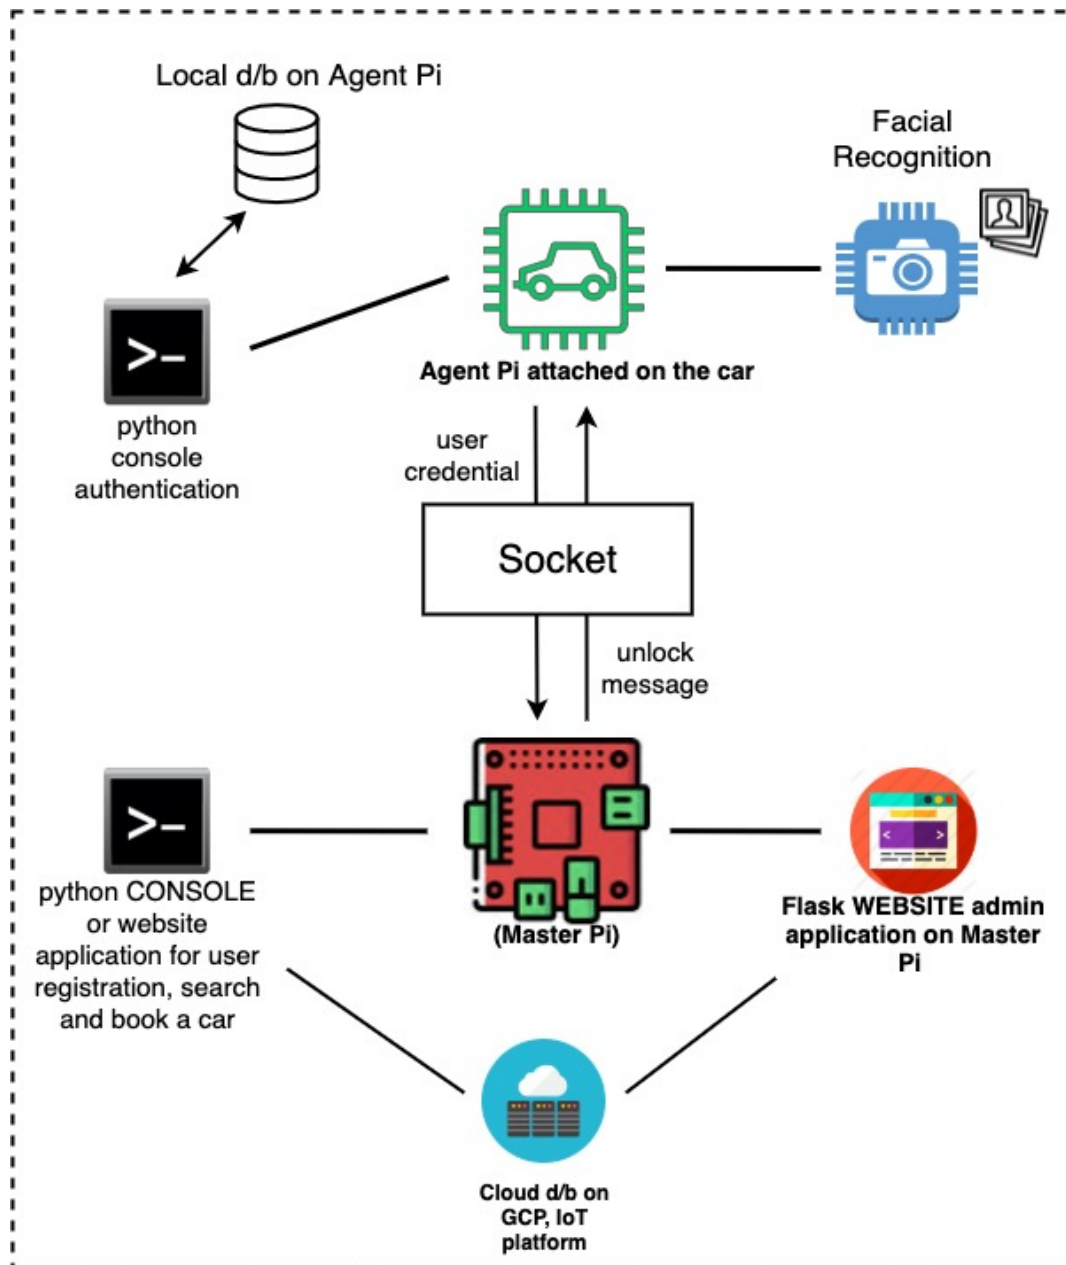 Local d/b on Agent Pi
Facial
Recognition
>–
python
console
authentication
Agent Pi attached on the car
user
credential
Socket
unlock
message
>–
python CONSOLE
or website
application for user
registration, search
and book a car
(Master Pi)
< >
Flask WEBSITE admin
application on Master
Pi
Cloud d/b on
GCP, IoT
platform